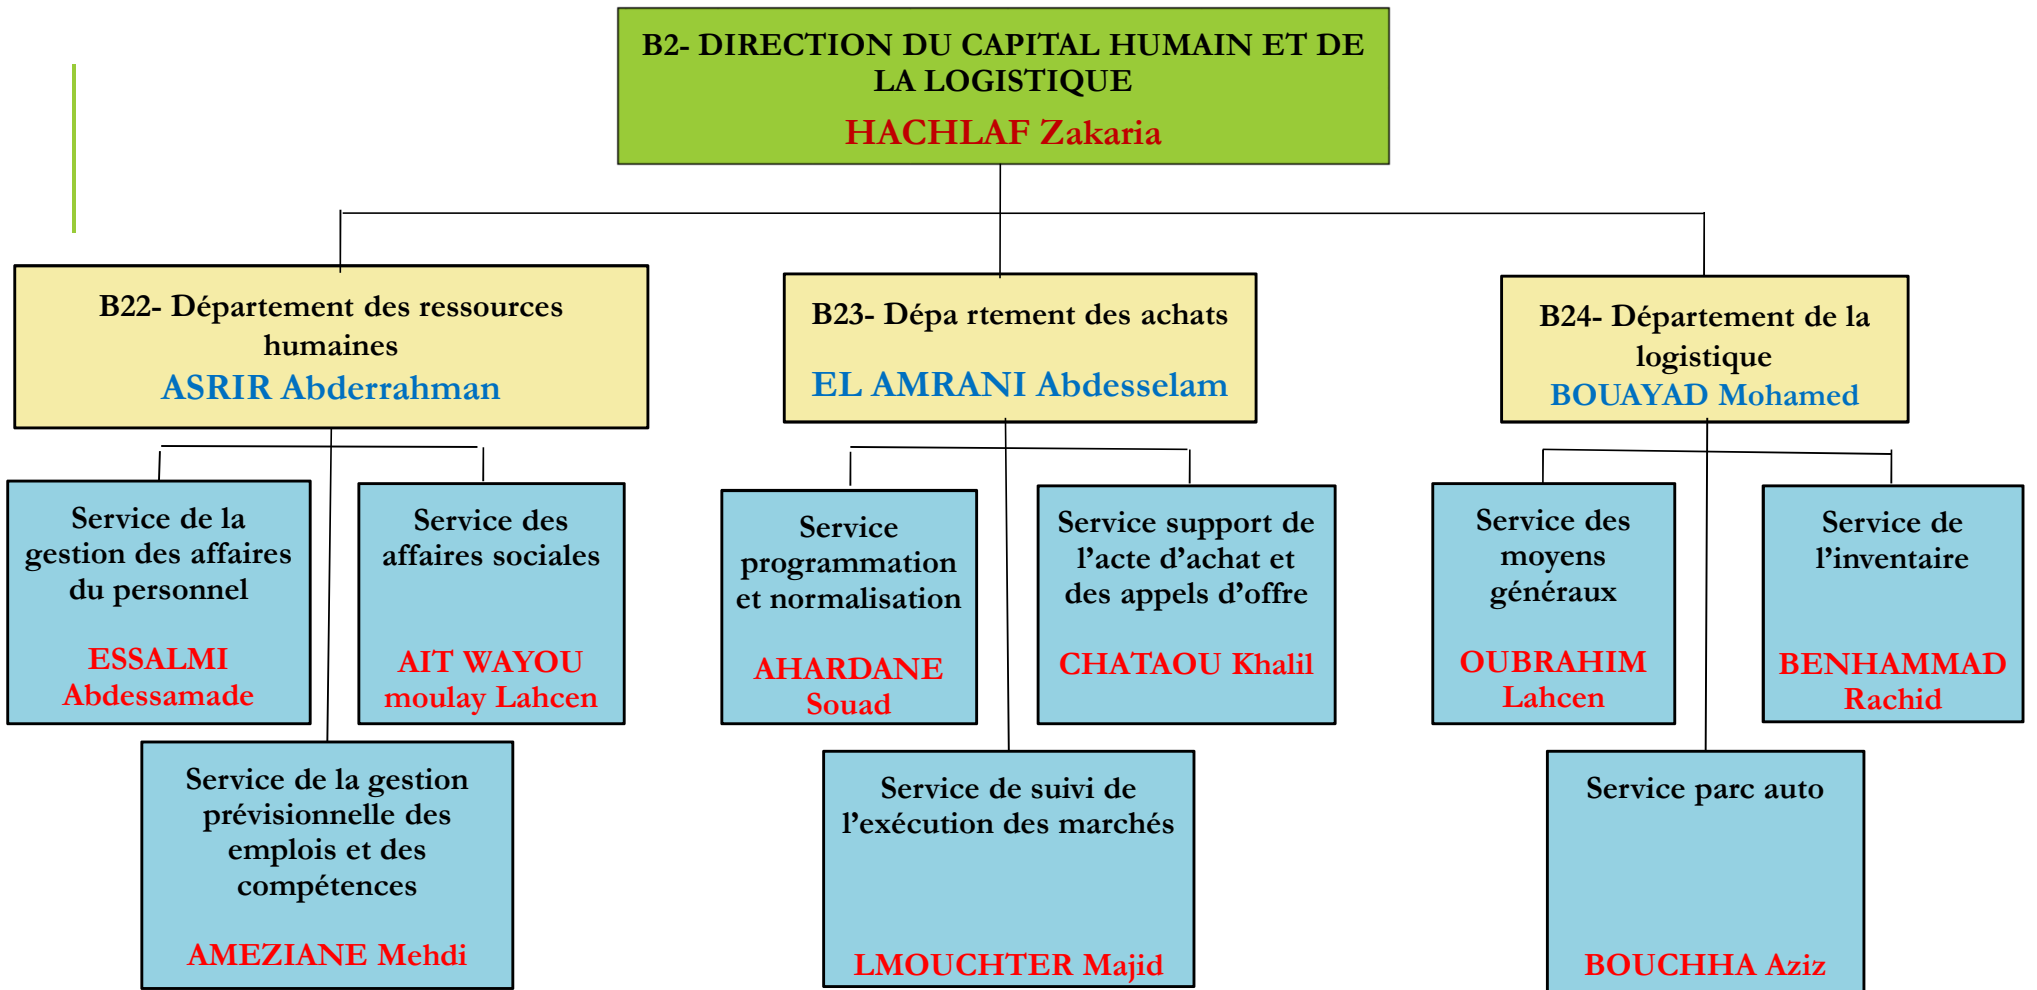 B2- DIRECTION DU CAPITAL HUMAIN ET DE
LA LOGISTIQUE
HACHLAF Zakaria
B22- Département des ressources
humaines
ASRIR Abderrahman
B23- Dépa rtement des achats
EL AMRANI Abdesselam
B24- Département de la
logistique
BOUAYAD Mohamed
Service de la
gestion des affaires
du personnel
ESSALMI
Abdessamade
Service des
affaires sociales
AIT WAYOU
moulay Lahcen
Service de la gestion
prévisionnelle des
emplois et des
compétences
AMEZIANE Mehdi
Service
programmation
et normalisation
AHARDANE
Souad
Service support de
l’acte d’achat et
des appels d’offre
CHATAOU Khalil
Service de suivi de
l’exécution des marchés
LMOUCHTER Majid
Service des
moyens
généraux
OUBRAHIM
Lahcen
Service de
l’inventaire
BENHAMMAD
Rachid
Service parc auto
BOUCHHA Aziz